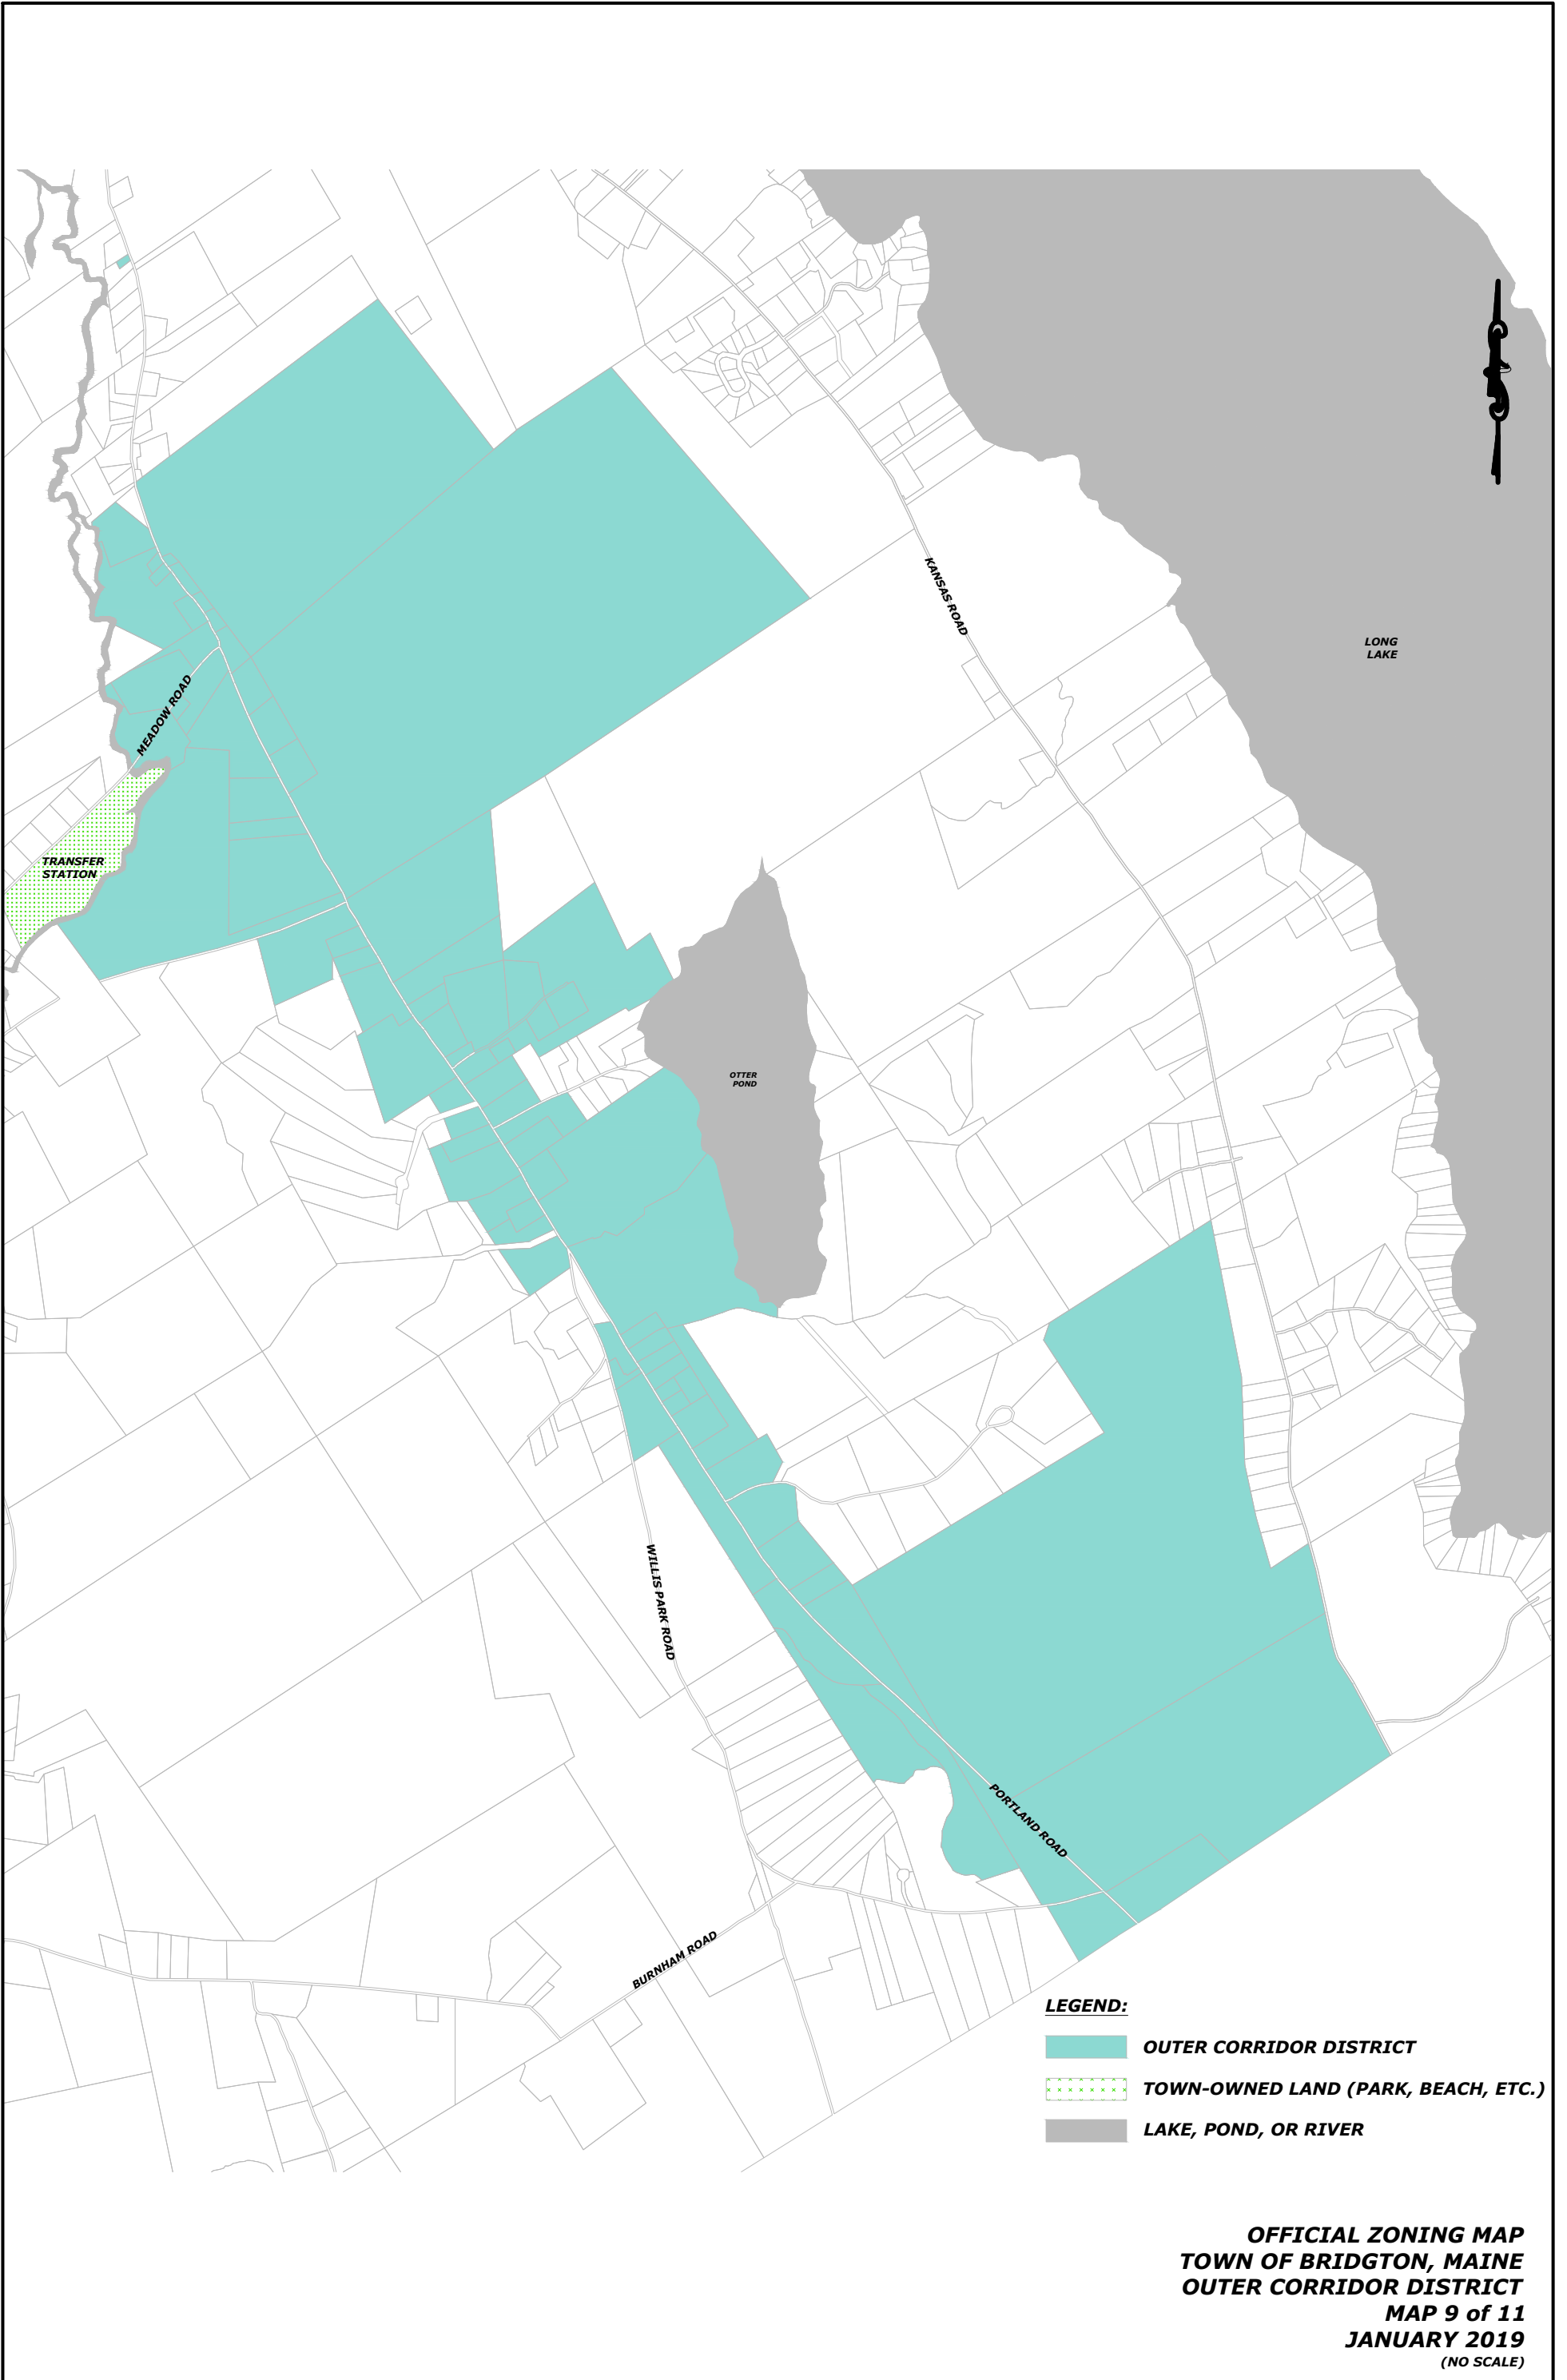 KANSAS ROAD
LONG
LAKE
MEADOW ROAD
TRANSFER
STATION
OTTER
POND
WILLIS PARK ROAD
PORTLAND ROAD
BURNHAM ROAD
LEGEND:
OUTER CORRIDOR DISTRICT
TOWN-OWNED LAND (PARK, BEACH, ETC.)
LAKE, POND, OR RIVER
OFFICIAL ZONING MAP
TOWN OF BRIDGTON, MAINE
OUTER CORRIDOR DISTRICT
MAP 9 of 11
JANUARY 2019
(NO SCALE)